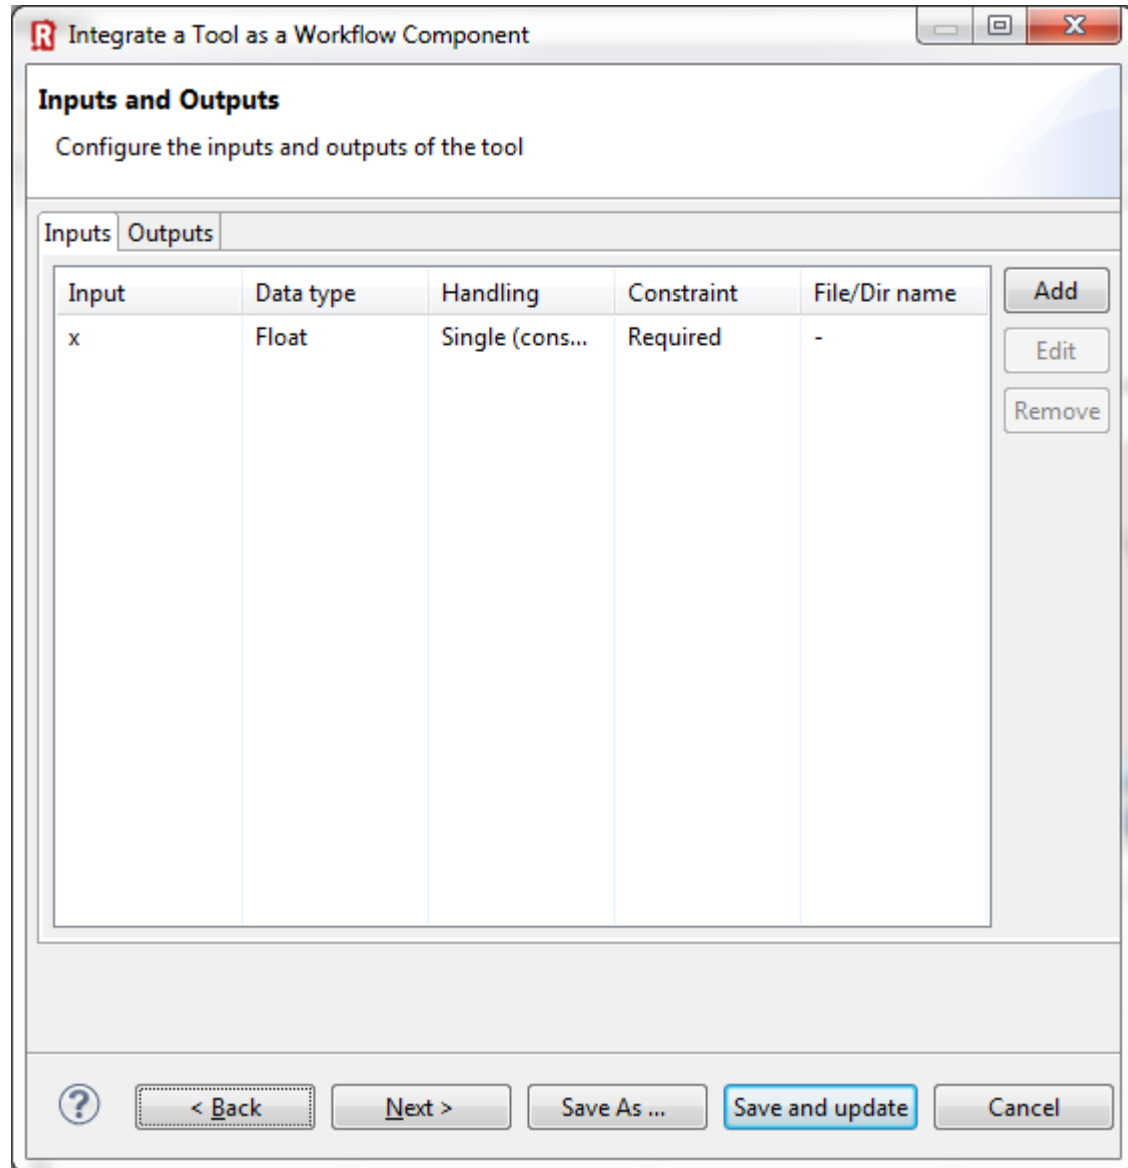 Integrate a Tool as a Workflow Component
Inputs and Outputs
Configure the inputs and outputs of the tool
Inputs Outputs
Input Data type Handling Constraint File/Dir name
x Float Single (cons... Required -
Add
Edit
Remove
? < Back Next > Save As ... Save and update Cancel